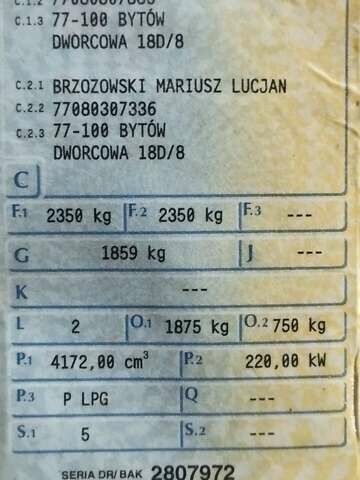 C.1.2 77080307336
C.1.3 77-100 BYTÓW
DWORCOWA 18D/8
C.2.1 BRZOZOWSKI MARIUSZ LUCJAN
C.2.2 77080307336
C.2.3 77-100 BYTÓW
DWORCOWA 18D/8
C
F.1 2350 kg F.2 2350 kg F.3 ---
G 1859 kg J ---
K ---
L 2 O.1 1875 kg O.2 750 kg
P.1 4172,00 cm³ P.2 220,00 kW
P.3 P LPG Q ---
S.1 5 S.2 ---
SERIA DR/BAK 2807972